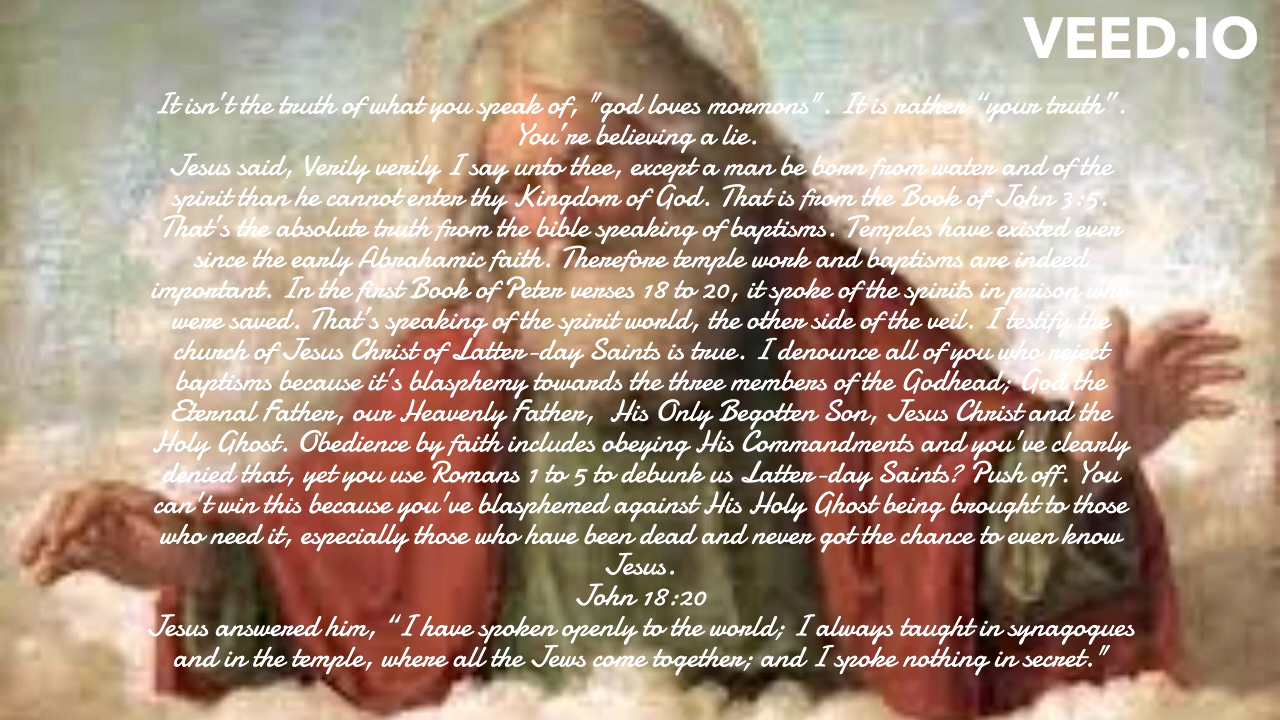 VEED.IO
It isn't the truth of what you speak of, "god loves mormons". It is rather “your truth”.
You're believing a lie.
Jesus said, Verily verily I say unto thee, except a man be born from water and of the
spirit than he cannot enter thy Kingdom of God. That is from the Book of John 3:5.
That's the absolute truth from the bible speaking of baptisms. Temples have existed ever
since the early Abrahamic faith. Therefore temple work and baptisms are indeed
important. In the first Book of Peter verses 18 to 20, it spoke of the spirits in prison who
were saved. That's speaking of the spirit world, the other side of the veil. I testify the
church of Jesus Christ of Latter-day Saints is true. I denounce all of you who reject
baptisms because it's blasphemy towards the three members of the Godhead; God the
Eternal Father, our Heavenly Father, His Only Begotten Son, Jesus Christ and the
Holy Ghost. Obedience by faith includes obeying His Commandments and you've clearly
denied that, yet you use Romans 1 to 5 to debunk us Latter-day Saints? Push off. You
can't win this because you've blasphemed against His Holy Ghost being brought to those
who need it, especially those who have been dead and never got the chance to even know
Jesus.
John 18:20
Jesus answered him, “I have spoken openly to the world; I always taught in synagogues
and in the temple, where all the Jews come together; and I spoke nothing in secret."